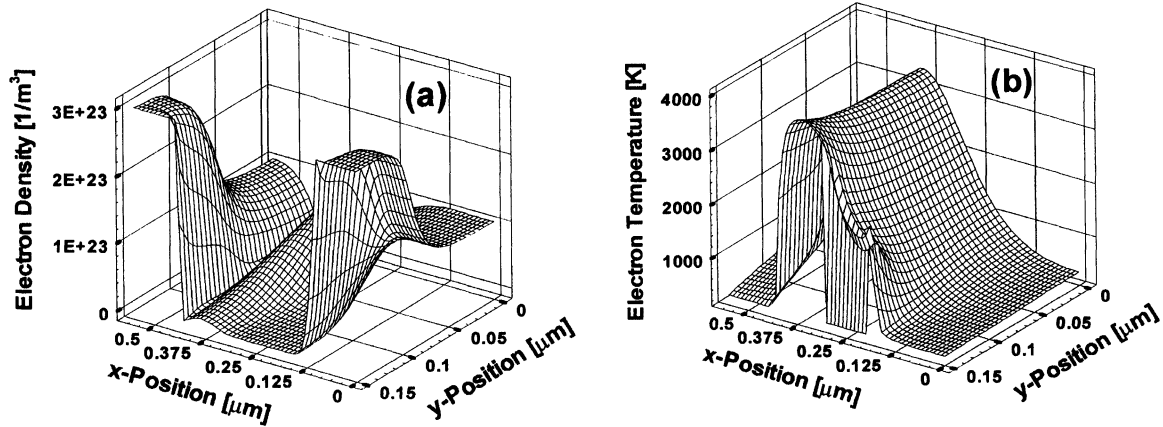 (a)
Electron Density [1/m³]
3E+23
2E+23
1E+23
0
0.5
0.375
0.25
0.125
0
x-Position [μm]
0.15
0.1
0.05
0
y-Position [μm]
(b)
Electron Temperature [K]
4000
3000
2000
1000
0.5
0.375
0.25
0.125
0
x-Position [μm]
0.15
0.1
0.05
0
y-Position [μm]